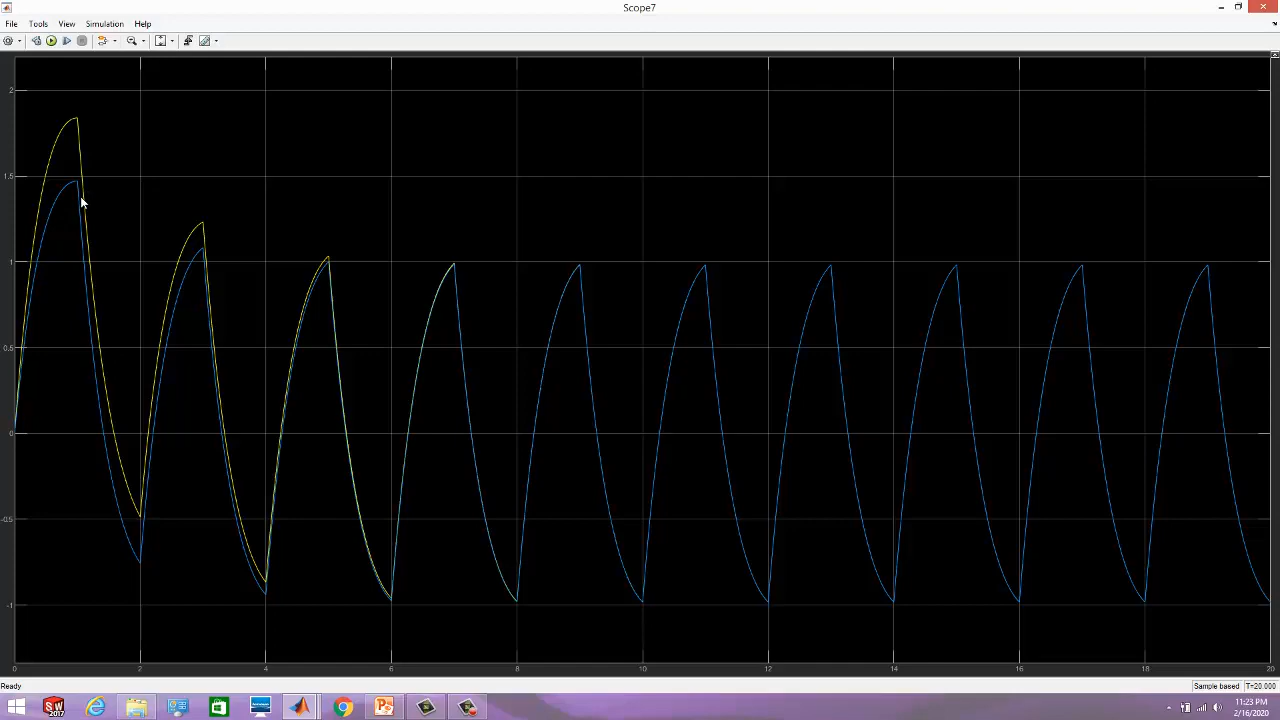 Scope7
File Tools View Simulation Help
2
1.5
1
0.5
0
-0.5
-1
0 2 4 6 8 10 12 14 16 18 20
Ready
Sample based T=20.000
SW
2017
11:23 PM
2/16/2020